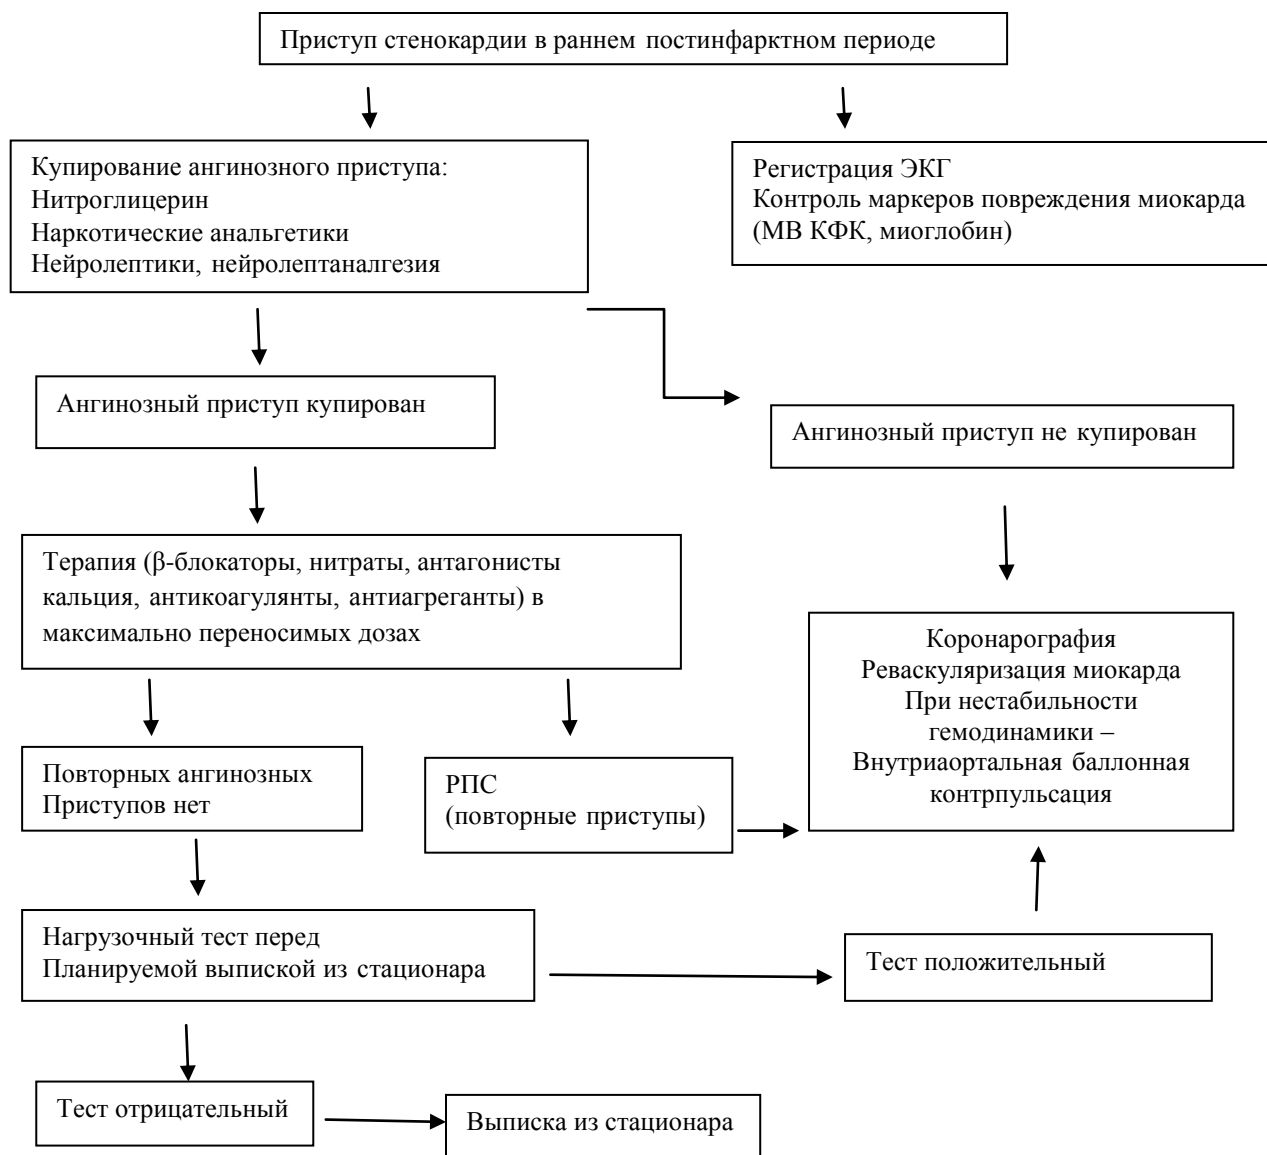 Приступ стенокардии в раннем постинфарктном периоде
Купирование ангинозного приступа:
Нитроглицерин
Наркотические анальгетики
Нейролептики, нейролептаналгезия
Регистрация ЭКГ
Контроль маркеров повреждения миокарда
(МВ КФК, миоглобин)
Ангинозный приступ купирован
Ангинозный приступ не купирован
Терапия (β-блокаторы, нитраты, антагонисты
кальция, антикоагулянты, антиагреганты) в
максимально переносимых дозах
Коронарография
Реваскуляризация миокарда
При нестабильности
гемодинамики –
Внутриаортальная баллонная
контрпульсация
Повторных ангинозных
Приступов нет
РПС
(повторные приступы)
Нагрузочный тест перед
Планируемой выпиской из стационара
Тест положительный
Тест отрицательный
Выписка из стационара